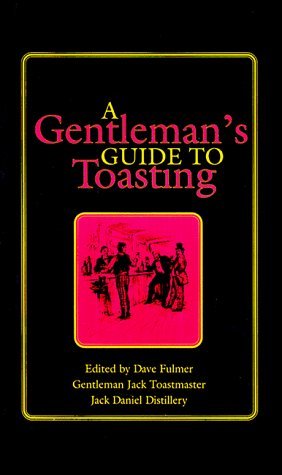 A
Gentleman's
GUIDE TO
Toasting
Edited by Dave Fulmer
Gentleman Jack Toastmaster
Jack Daniel Distillery